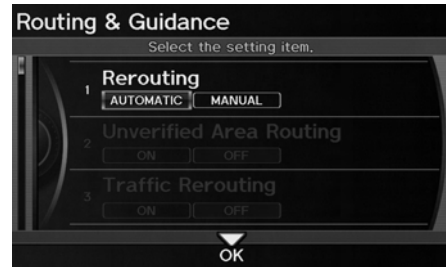 Routing & Guidance
Select the setting item.
1 Rerouting
AUTOMATIC MANUAL
2 Unverified Area Routing
ON OFF
3 Traffic Rerouting
ON OFF
OK